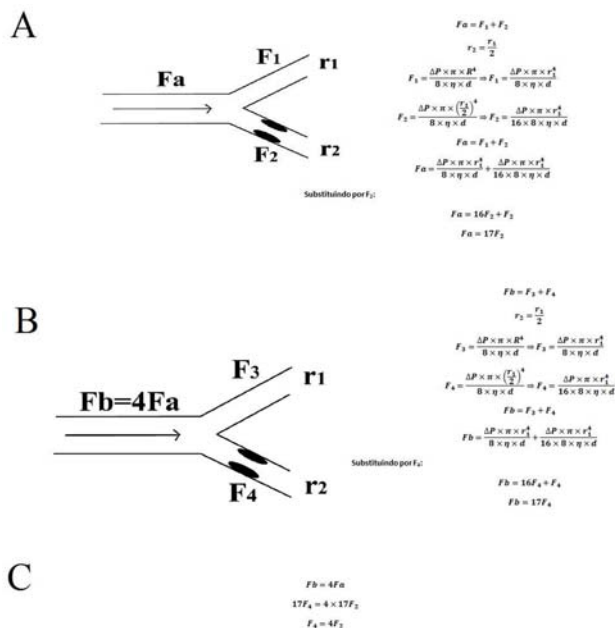 A
Fa
F₁
r₁
F₂
r₂
Fa = F₁ + F₂
r₂ = r₁/2
F₁ = (ΔP × π × R⁴)/(8 × η × d) ⇒ F₁ = (ΔP × π × r₁⁴)/(8 × η × d)
F₂ = (ΔP × π × (r₁/2)⁴)/(8 × η × d) ⇒ F₂ = (ΔP × π × r₁⁴)/(16 × 8 × η × d)
Fa = F₁ + F₂
Fa = (ΔP × π × r₁⁴)/(8 × η × d) + (ΔP × π × r₁⁴)/(16 × 8 × η × d)
Substituindo por F₂:
Fa = 16F₂ + F₂
Fa = 17F₂
B
Fb=4Fa
F₃
r₁
F₄
r₂
Fb = F₃ + F₄
r₂ = r₁/2
F₃ = (ΔP × π × R⁴)/(8 × η × d) ⇒ F₃ = (ΔP × π × r₁⁴)/(8 × η × d)
F₄ = (ΔP × π × (r₁/2)⁴)/(8 × η × d) ⇒ F₄ = (ΔP × π × r₁⁴)/(16 × 8 × η × d)
Fb = F₃ + F₄
Fb = (ΔP × π × r₁⁴)/(8 × η × d) + (ΔP × π × r₁⁴)/(16 × 8 × η × d)
Substituindo por F₄:
Fb = 16F₄ + F₄
Fb = 17F₄
C
Fb = 4Fa
17F₄ = 4 × 17F₂
F₄ = 4F₂